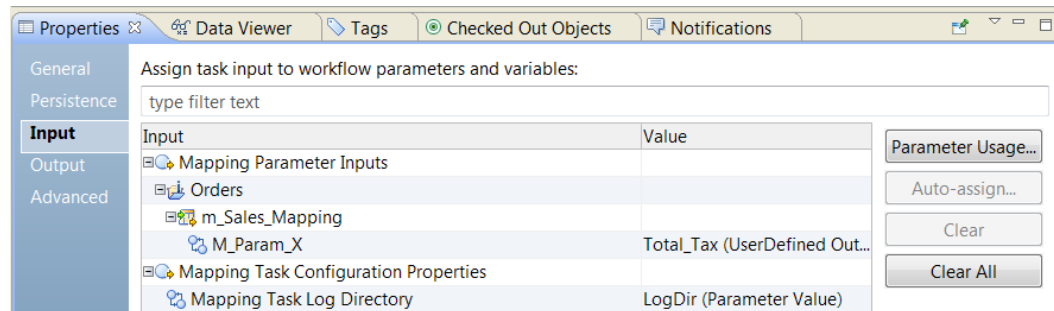 Properties Data Viewer Tags Checked Out Objects Notifications
General
Persistence
Input
Output
Advanced
Assign task input to workflow parameters and variables:
type filter text
Input Value
Mapping Parameter Inputs
Orders
m_Sales_Mapping
M_Param_X Total_Tax (UserDefined Out...
Mapping Task Configuration Properties
Mapping Task Log Directory LogDir (Parameter Value)
Parameter Usage...
Auto-assign...
Clear
Clear All